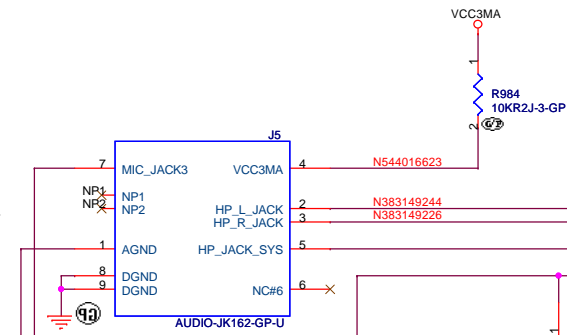 VCC3MA
1
R984
10KR2J-3-GP
2
G/P
J5
7 MIC_JACK3 VCC3MA 4 N544016623
NP1 NP1
NP2 NP2
HP_L_JACK 2 N383149244
HP_R_JACK 3 N383149226
1 AGND HP_JACK_SYS 5
8 DGND
9 DGND NC#6 6
AUDIO-JK162-GP-U
1